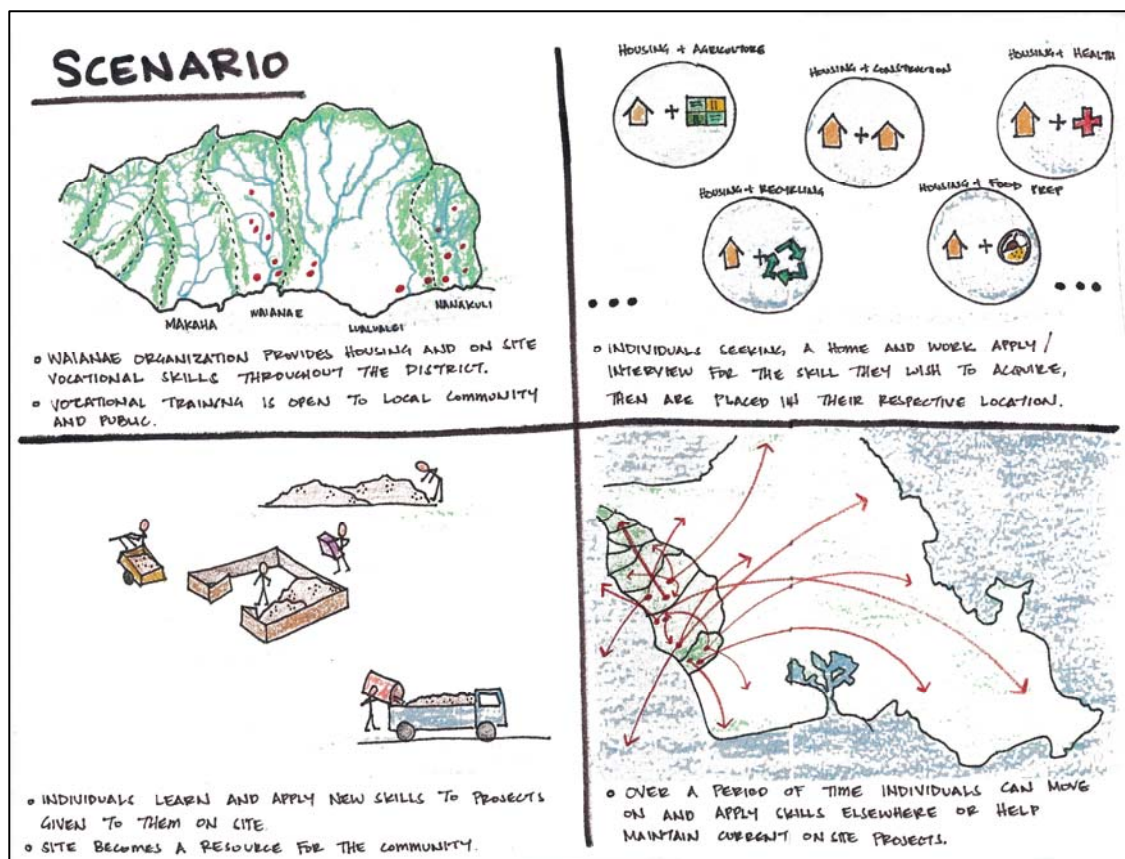 SCENARIO
MAKAHA
WAIANAE
LUALUALEI
NANAKULI
• WAIANAE ORGANIZATION PROVIDES HOUSING AND ON SITE
VOCATIONAL SKILLS THROUGHOUT THE DISTRICT.
• VOTCATIONAL TRAINING IS OPEN TO LOCAL COMMUNITY
AND PUBLIC.
HOUSING + AGRICULTURE
HOUSING + CONSTRUCTION
HOUSING + HEALTH
HOUSING + RECYCLING
HOUSING + FOOD PREP
• INDIVIDUALS SEEKING A HOME AND WORK APPLY /
INTERVIEW FOR THE SKILL THEY WISH TO ACQUIRE,
THEN ARE PLACED IN THEIR RESPECTIVE LOCATION.
• INDIVIDUALS LEARN AND APPLY NEW SKILLS TO PROJECTS
GIVEN TO THEM ON SITE.
• SITE BECOMES A RESOURCE FOR THE COMMUNITY.
• OVER A PERIOD OF TIME INDIVIDUALS CAN MOVE
ON AND APPLY SKILLS ELSEWHERE OR HELP
MAINTAIN CURRENT ON SITE PROJECTS.